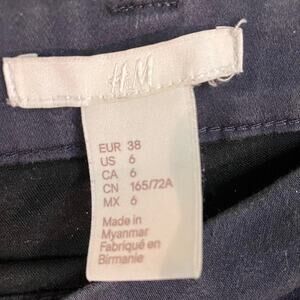 H&M
EUR 38
US 6
CA 6
CN 165/72A
MX 6
Made in
Myanmar
Fabriqué en
Birmanie